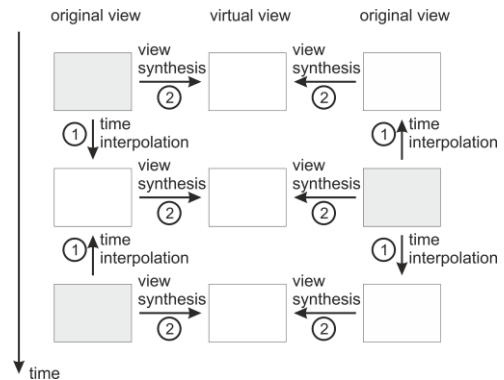 original view
virtual view
original view
view
synthesis
2
view
synthesis
2
1
time
interpolation
1
time
interpolation
view
synthesis
2
view
synthesis
2
1
time
interpolation
1
time
interpolation
view
synthesis
2
view
synthesis
2
time